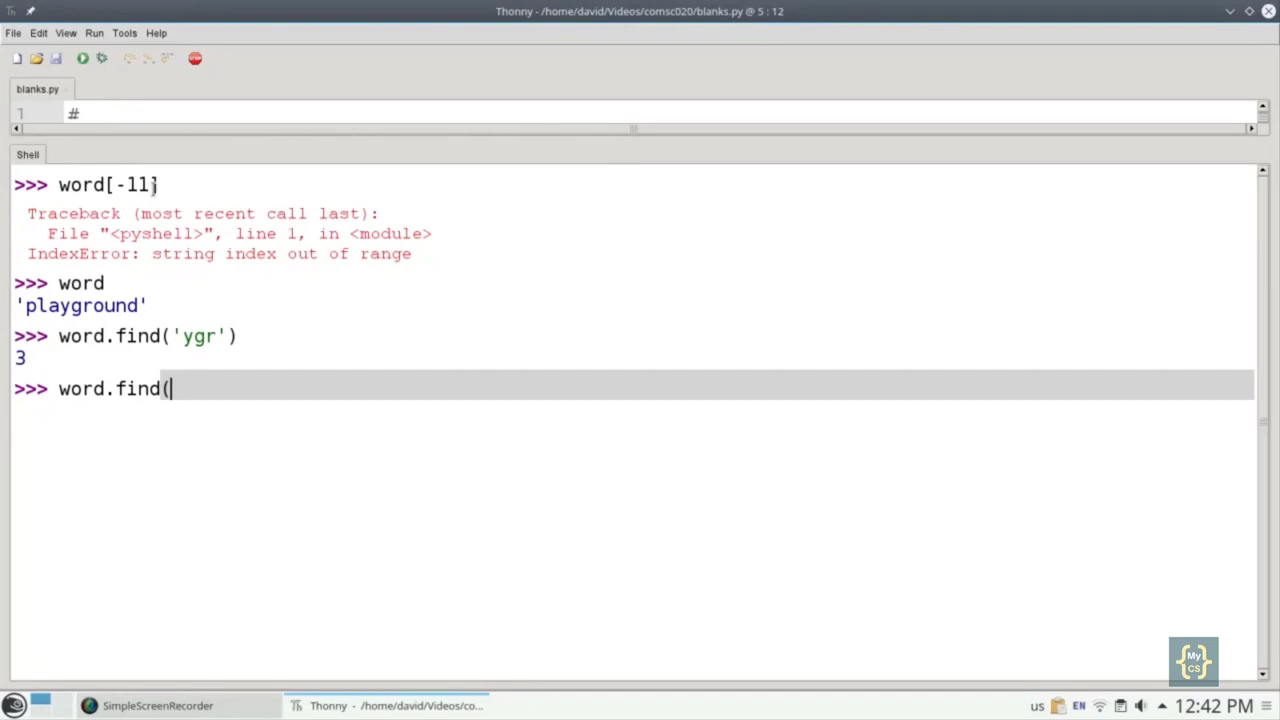 Thonny - /home/david/Videos/comsc020/blanks.py @ 5 : 12
File Edit View Run Tools Help
STOP
blanks.py
1 #
Shell
>>> word[-11]
Traceback (most recent call last):
File "<pyshell>", line 1, in <module>
IndexError: string index out of range
>>> word
'playground'
>>> word.find('ygr')
3
>>> word.find(
{My CS}
SimpleScreenRecorder
Thonny - /home/david/Videos/co...
us EN 12:42 PM